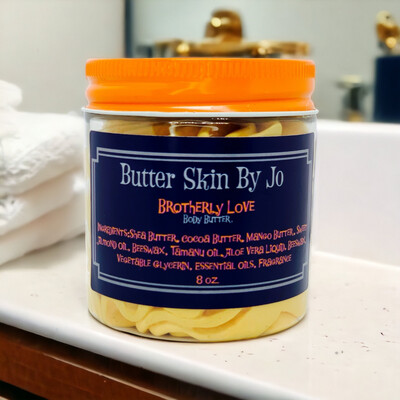 Butter Skin By Jo
Brotherly Love
Body Butter.
Ingredients:Shea Butter, Cocoa Butter, Mango Butter, Sweet
Almond Oil, Beeswax, Tamanu Oil, Aloe Vera Liquid, Beeswax,
Vegetable Glycerin, Essential Oils, Fragrance
8 oz